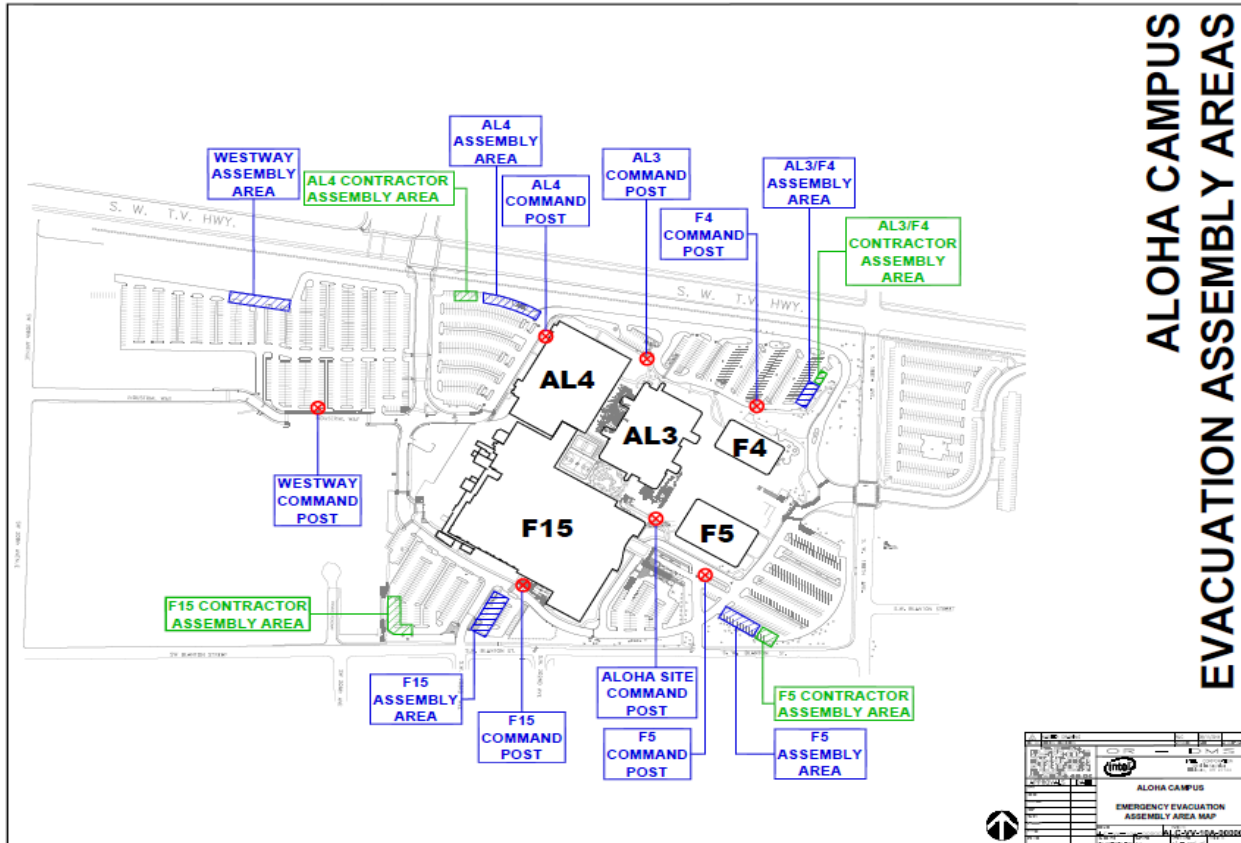 ALOHA CAMPUS
EVACUATION ASSEMBLY AREAS
AL4
ASSEMBLY
AREA
WESTWAY
ASSEMBLY
AREA
AL3
COMMAND
POST
AL3/F4
ASSEMBLY
AREA
AL4 CONTRACTOR
ASSEMBLY AREA
AL4
COMMAND
POST
F4
COMMAND
POST
AL3/F4
CONTRACTOR
ASSEMBLY
AREA
S. W. T.V. HWY.
S. W. T.V. HWY.
AL4
AL3
F4
F15
F5
WESTWAY
COMMAND
POST
F15 CONTRACTOR
ASSEMBLY AREA
F15
ASSEMBLY
AREA
F15
COMMAND
POST
ALOHA SITE
COMMAND
POST
F5
COMMAND
POST
F5 CONTRACTOR
ASSEMBLY AREA
F5
ASSEMBLY
AREA
OR — DMS
intel
ALOHA CAMPUS
EMERGENCY EVACUATION
ASSEMBLY AREA MAP